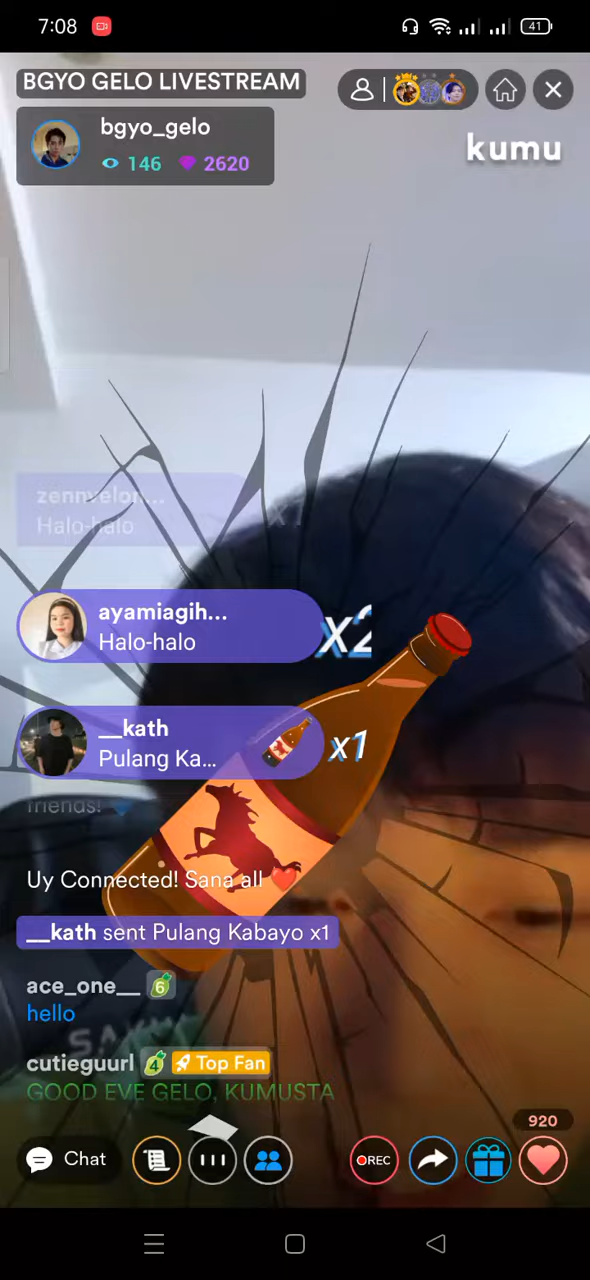 7:08
41
BGYO GELO LIVESTREAM
bgyo_gelo
146 2620
kumu
Halo-halo
x1
ayamiagih...
Halo-halo
x2
__kath
Pulang Ka...
x1
friends!
Uy Connected! Sana all
__kath sent Pulang Kabayo x1
ace_one__ 6
hello
cutieguurl 4 Top Fan
GOOD EVE GELO, KUMUSTA
920
Chat
REC